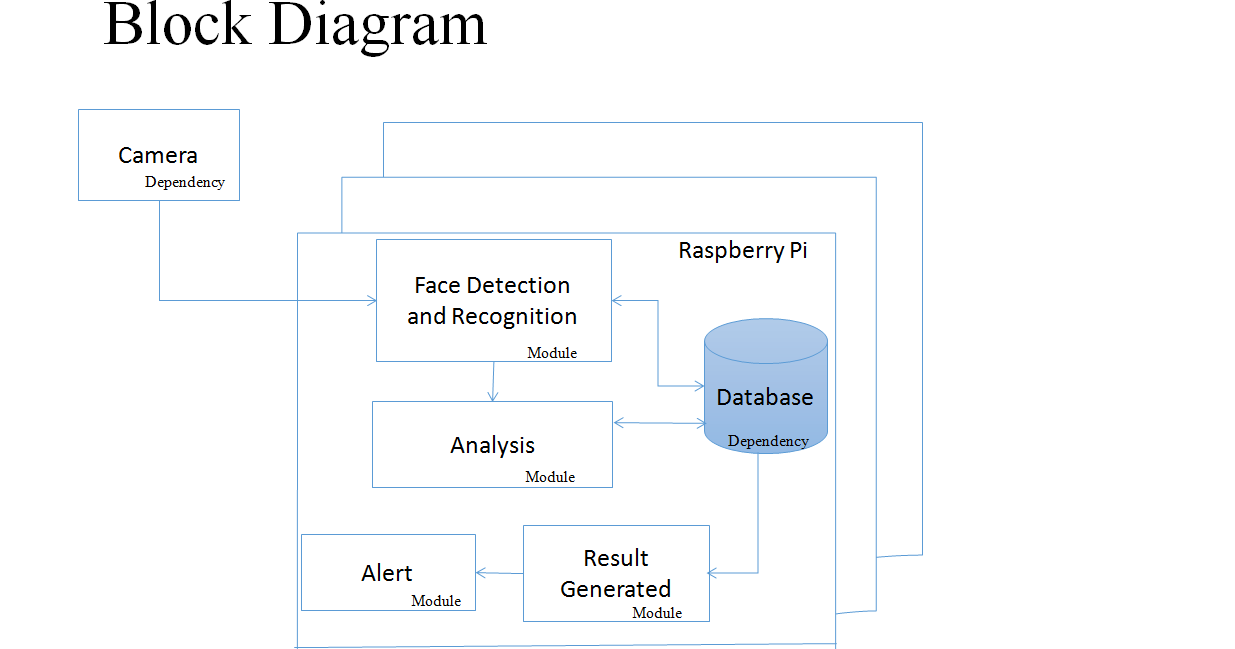 Block Diagram
Camera
Dependency
Raspberry Pi
Face Detection
and Recognition
Module
Database
Dependency
Analysis
Module
Result
Generated
Module
Alert
Module